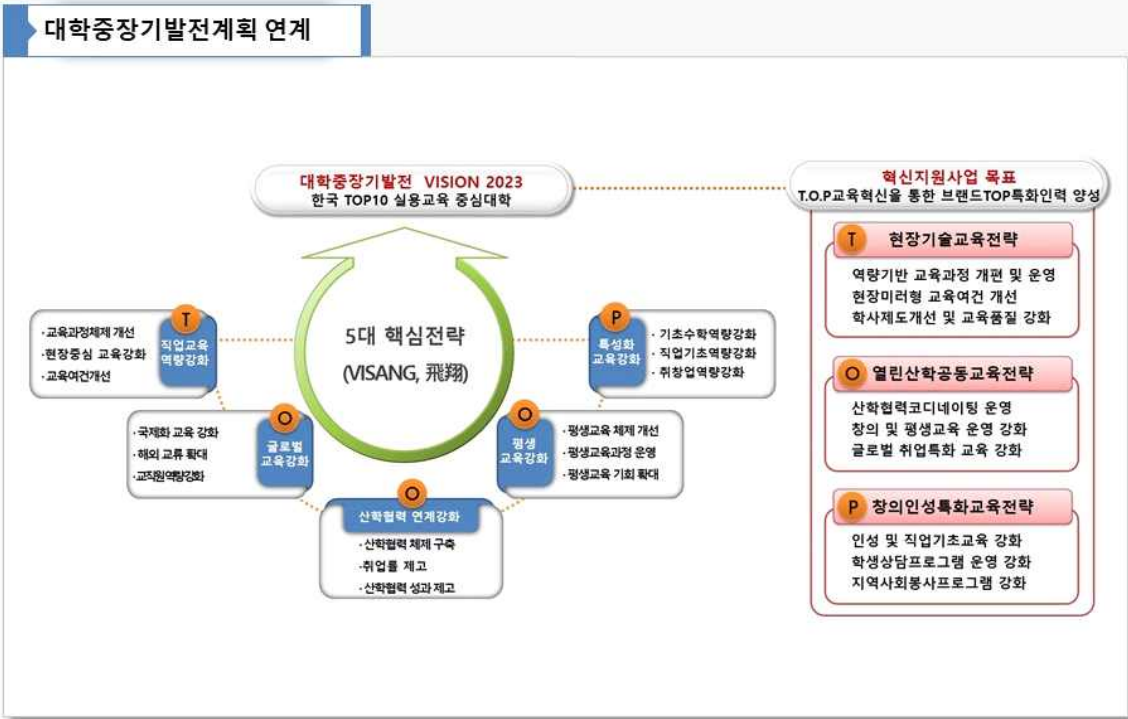 대학중장기발전계획 연계
대학중장기발전 VISION 2023
한국 TOP10 실용교육 중심대학
5대 핵심전략
(VISANG, 飛翔)
T
직업교육
역량강화
· 교육과정체제 개선
·현장중심 교육강화
· 교육여건개선
O
글로벌
교육강화
· 국제화 교육 강화
· 해외 교류 확대
·교직원역량강화
O
산학협력 연계강화
· 산학협력 체제 구축
·취업률 제고
· 산학협력 성과 제고
O
평생
교육강화
· 평생교육 체제 개선
· 평생교육과정 운영
· 평생교육 기회 확대
P
특성화
교육강화
· 기초수학역량강화
· 직업기초역량강화
· 취창업역량강화
혁신지원사업 목표
T.O.P교육혁신을 통한 브랜드TOP특화인력 양성
T 현장기술교육전략
역량기반 교육과정 개편 및 운영
현장미러형 교육여건 개선
학사제도개선 및 교육품질 강화
O 열린산학공동교육전략
산학협력코디네이팅 운영
창의 및 평생교육 운영 강화
글로벌 취업특화 교육 강화
P 창의인성특화교육전략
인성 및 직업기초교육 강화
학생상담프로그램 운영 강화
지역사회봉사프로그램 강화